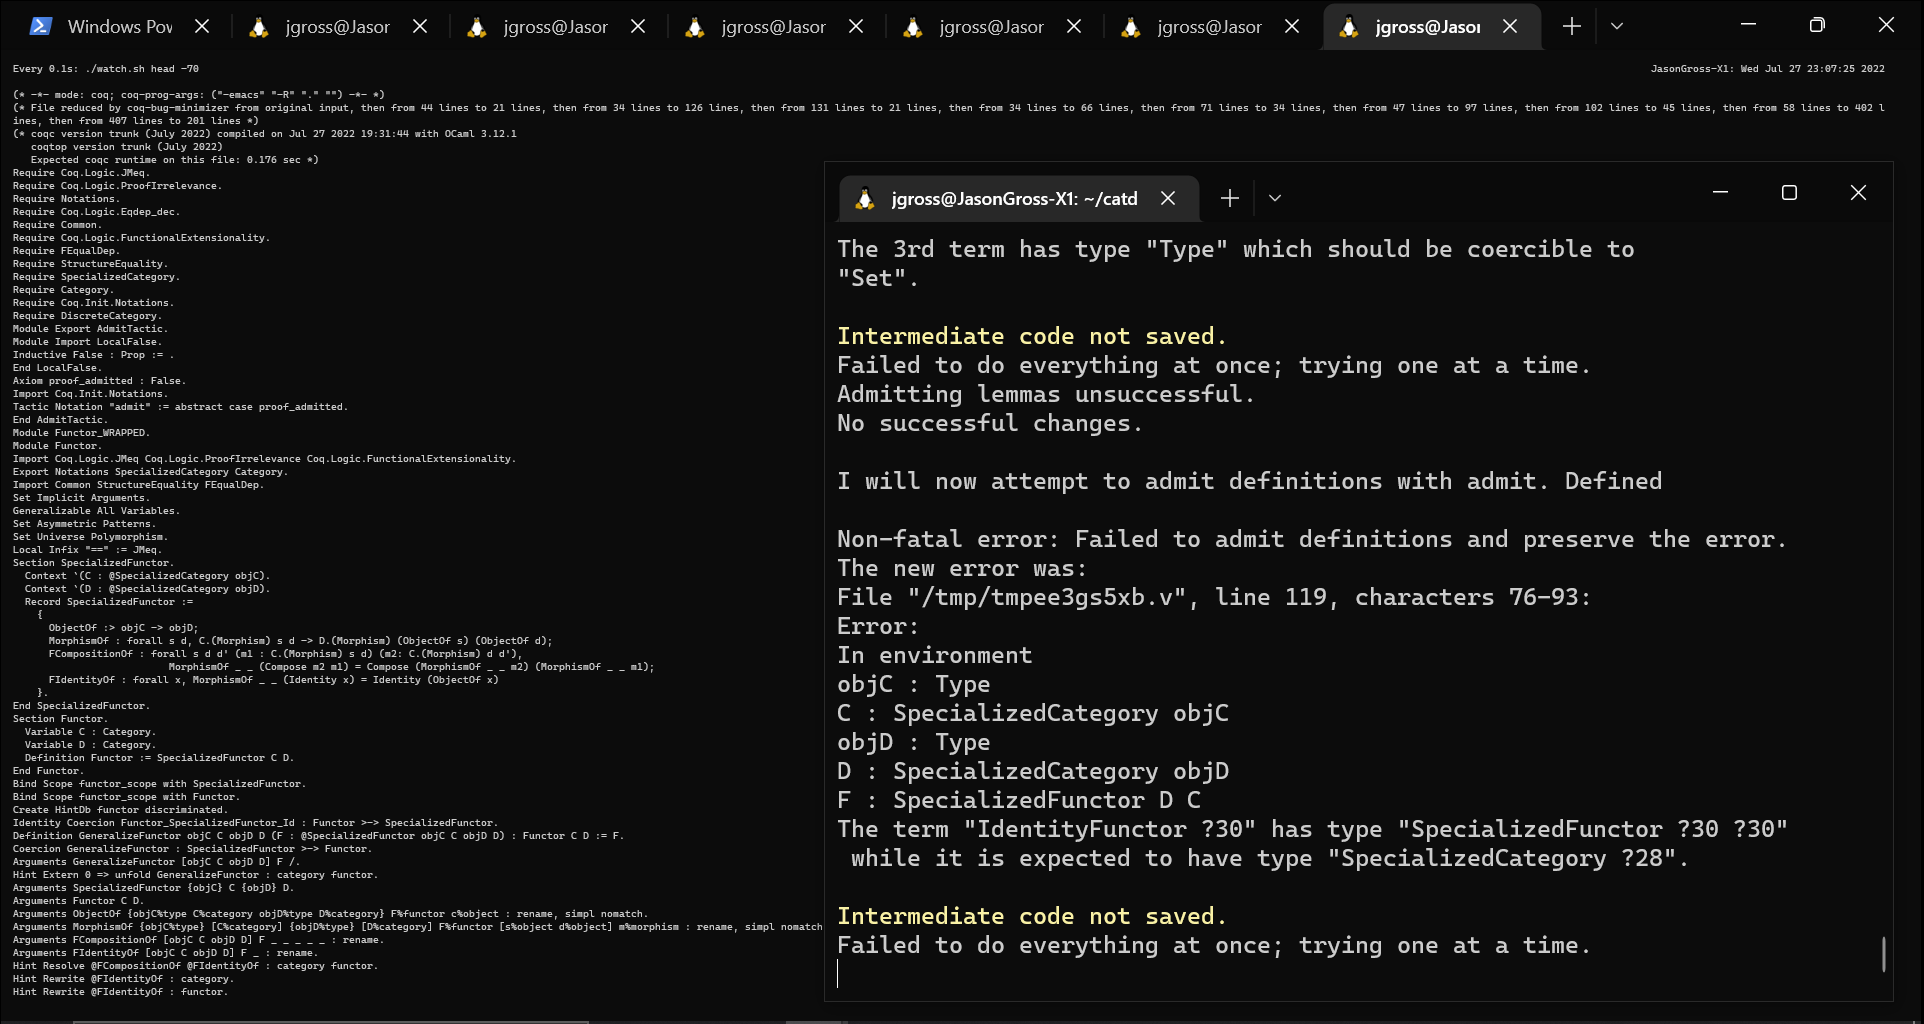 Windows Pov
jgross@Jasor
jgross@Jasor
jgross@Jasor
jgross@Jasor
jgross@Jasor
jgross@Jasor
Every 0.1s: ./watch.sh head -70
JasonGross-X1: Wed Jul 27 23:07:25 2022
(* -*- mode: coq; coq-prog-args: ("-emacs" "-R" "." "") -*- *)
(* File reduced by coq-bug-minimizer from original input, then from 44 lines to 21 lines, then from 34 lines to 126 lines, then from 131 lines to 21 lines, then from 34 lines to 66 lines, then from 71 lines to 34 lines, then from 47 lines to 97 lines, then from 102 lines to 45 lines, then from 58 lines to 402 l
ines, then from 407 lines to 201 lines *)
(* coqc version trunk (July 2022) compiled on Jul 27 2022 19:31:44 with OCaml 3.12.1
   coqtop version trunk (July 2022)
   Expected coqc runtime on this file: 0.176 sec *)
Require Coq.Logic.JMeq.
Require Coq.Logic.ProofIrrelevance.
Require Notations.
Require Coq.Logic.Eqdep_dec.
Require Common.
Require Coq.Logic.FunctionalExtensionality.
Require FEqualDep.
Require StructureEquality.
Require SpecializedCategory.
Require Category.
Require Coq.Init.Notations.
Require DiscreteCategory.
Module Export AdmitTactic.
Module Import LocalFalse.
Inductive False : Prop := .
End LocalFalse.
Axiom proof_admitted : False.
Import Coq.Init.Notations.
Tactic Notation "admit" := abstract case proof_admitted.
End AdmitTactic.
Module Functor_WRAPPED.
Module Functor.
Import Coq.Logic.JMeq Coq.Logic.ProofIrrelevance Coq.Logic.FunctionalExtensionality.
Export Notations SpecializedCategory Category.
Import Common StructureEquality FEqualDep.
Set Implicit Arguments.
Generalizable All Variables.
Set Asymmetric Patterns.
Set Universe Polymorphism.
Local Infix "==" := JMeq.
Section SpecializedFunctor.
  Context `(C : @SpecializedCategory objC).
  Context `(D : @SpecializedCategory objD).
  Record SpecializedFunctor :=
    {
      ObjectOf :> objC -> objD;
      MorphismOf : forall s d, C.(Morphism) s d -> D.(Morphism) (ObjectOf s) (ObjectOf d);
      FCompositionOf : forall s d d' (m1 : C.(Morphism) s d) (m2: C.(Morphism) d d'),
                          MorphismOf _ _ (Compose m2 m1) = Compose (MorphismOf _ _ m2) (MorphismOf _ _ m1);
      FIdentityOf : forall x, MorphismOf _ _ (Identity x) = Identity (ObjectOf x)
    }.
End SpecializedFunctor.
Section Functor.
  Variable C : Category.
  Variable D : Category.
  Definition Functor := SpecializedFunctor C D.
End Functor.
Bind Scope functor_scope with SpecializedFunctor.
Bind Scope functor_scope with Functor.
Create HintDb functor discriminated.
Identity Coercion Functor_SpecializedFunctor_Id : Functor >-> SpecializedFunctor.
Definition GeneralizeFunctor objC C objD D (F : @SpecializedFunctor objC C objD D) : Functor C D := F.
Coercion GeneralizeFunctor : SpecializedFunctor >-> Functor.
Arguments GeneralizeFunctor [objC C objD D] F /.
Hint Extern 0 => unfold GeneralizeFunctor : category functor.
Arguments SpecializedFunctor {objC} C {objD} D.
Arguments Functor C D.
Arguments ObjectOf {objC%type C%category objD%type D%category} F%functor c%object : rename, simpl nomatch.
Arguments MorphismOf {objC%type} [C%category] {objD%type} [D%category] F%functor [s%object d%object] m%morphism : rename, simpl nomatch
Arguments FCompositionOf [objC C objD D] F _ _ _ _ _ : rename.
Arguments FIdentityOf [objC C objD D] F _ : rename.
Hint Resolve @FCompositionOf @FIdentityOf : category functor.
Hint Rewrite @FIdentityOf : category.
Hint Rewrite @FIdentityOf : functor.
jgross@JasonGross-X1: ~/catd
The 3rd term has type "Type" which should be coercible to
"Set".
Intermediate code not saved.
Failed to do everything at once; trying one at a time.
Admitting lemmas unsuccessful.
No successful changes.
I will now attempt to admit definitions with admit. Defined
Non-fatal error: Failed to admit definitions and preserve the error.
The new error was:
File "/tmp/tmpee3gs5xb.v", line 119, characters 76-93:
Error:
In environment
objC : Type
C : SpecializedCategory objC
objD : Type
D : SpecializedCategory objD
F : SpecializedFunctor D C
The term "IdentityFunctor ?30" has type "SpecializedFunctor ?30 ?30"
 while it is expected to have type "SpecializedCategory ?28".
Intermediate code not saved.
Failed to do everything at once; trying one at a time.